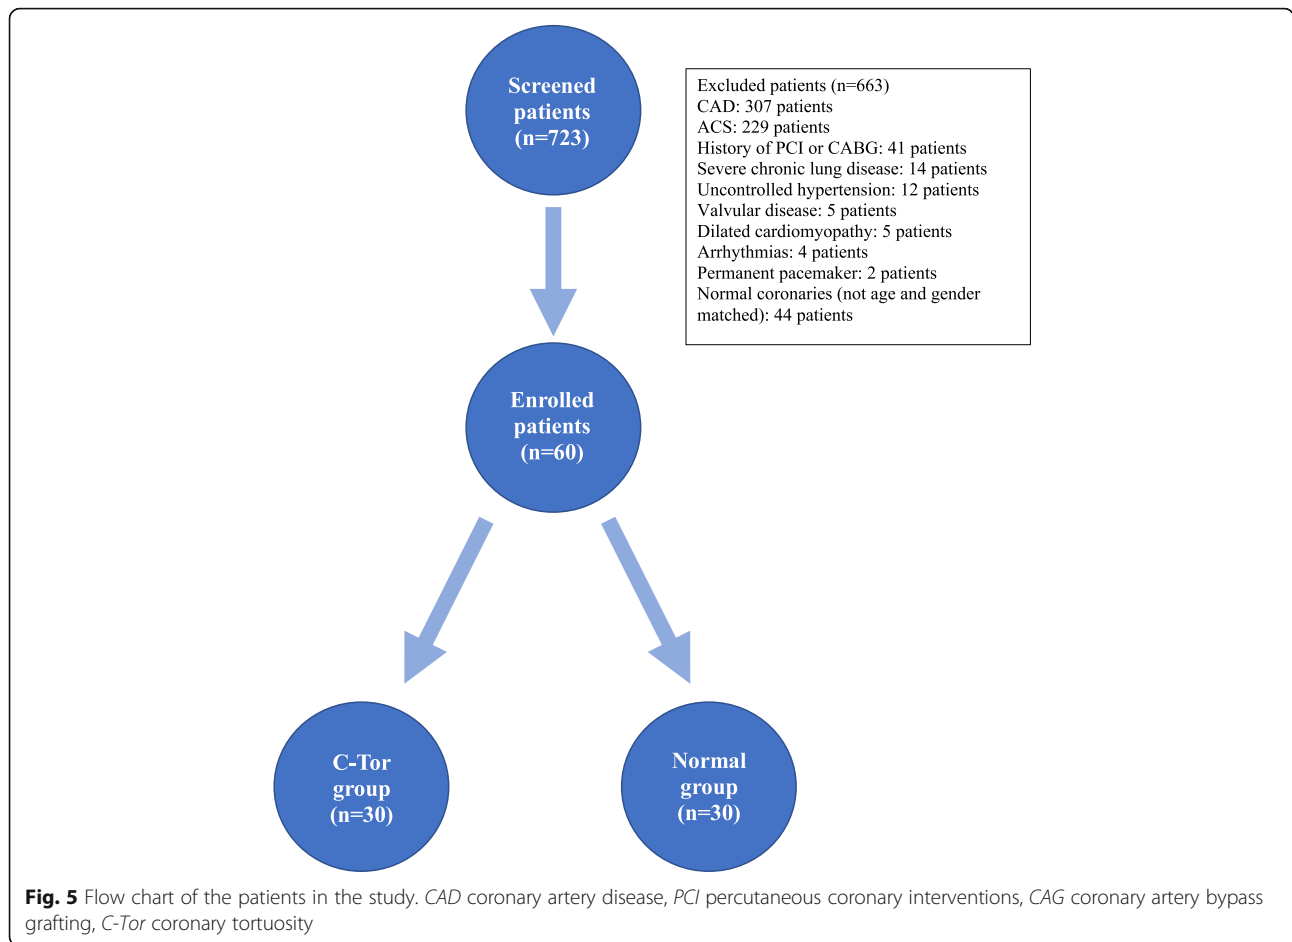 Screened
patients
(n=723)
Excluded patients (n=663)
CAD: 307 patients
ACS: 229 patients
History of PCI or CABG: 41 patients
Severe chronic lung disease: 14 patients
Uncontrolled hypertension: 12 patients
Valvular disease: 5 patients
Dilated cardiomyopathy: 5 patients
Arrhythmias: 4 patients
Permanent pacemaker: 2 patients
Normal coronaries (not age and gender
matched): 44 patients
Enrolled
patients
(n=60)
C-Tor
group
(n=30)
Normal
group
(n=30)
Fig. 5 Flow chart of the patients in the study. CAD coronary artery disease, PCI percutaneous coronary interventions, CAG coronary artery bypass
grafting, C-Tor coronary tortuosity